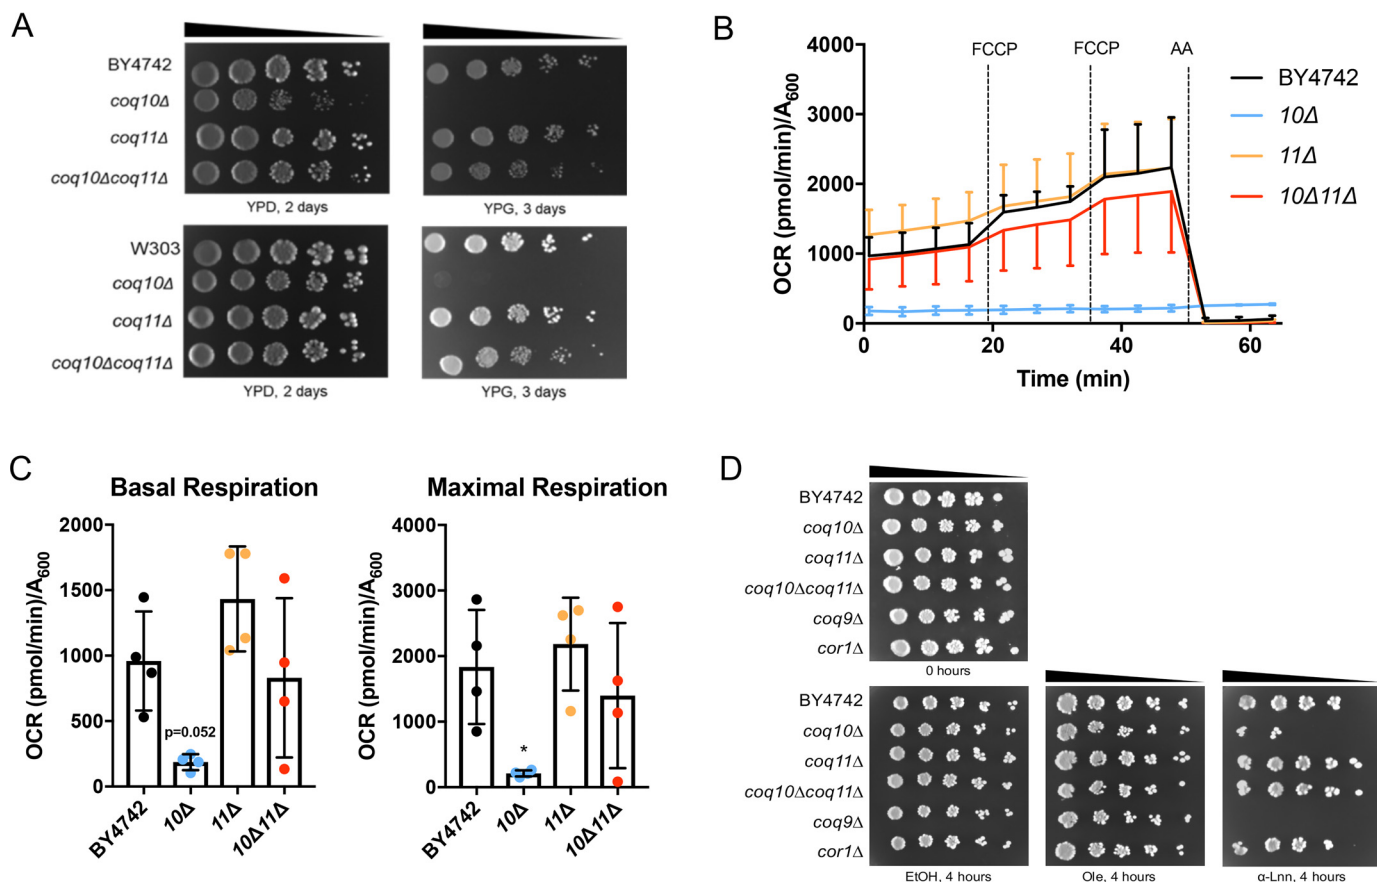 A
BY4742
coq10Δ
coq11Δ
coq10Δcoq11Δ
YPD, 2 days
YPG, 3 days
W303
coq10Δ
coq11Δ
coq10Δcoq11Δ
YPD, 2 days
YPG, 3 days
B
OCR (pmol/min)/A600
4000
3000
2000
1000
0
FCCP
FCCP
AA
0
20
40
60
Time (min)
BY4742
10Δ
11Δ
10Δ11Δ
C
Basal Respiration
OCR (pmol/min)/A600
2000
1500
1000
500
0
p=0.052
BY4742
10Δ
11Δ
10Δ11Δ
Maximal Respiration
OCR (pmol/min)/A600
4000
3000
2000
1000
0
*
BY4742
10Δ
11Δ
10Δ11Δ
D
BY4742
coq10Δ
coq11Δ
coq10Δcoq11Δ
coq9Δ
cor1Δ
0 hours
BY4742
coq10Δ
coq11Δ
coq10Δcoq11Δ
coq9Δ
cor1Δ
EtOH, 4 hours
Ole, 4 hours
α-Lnn, 4 hours